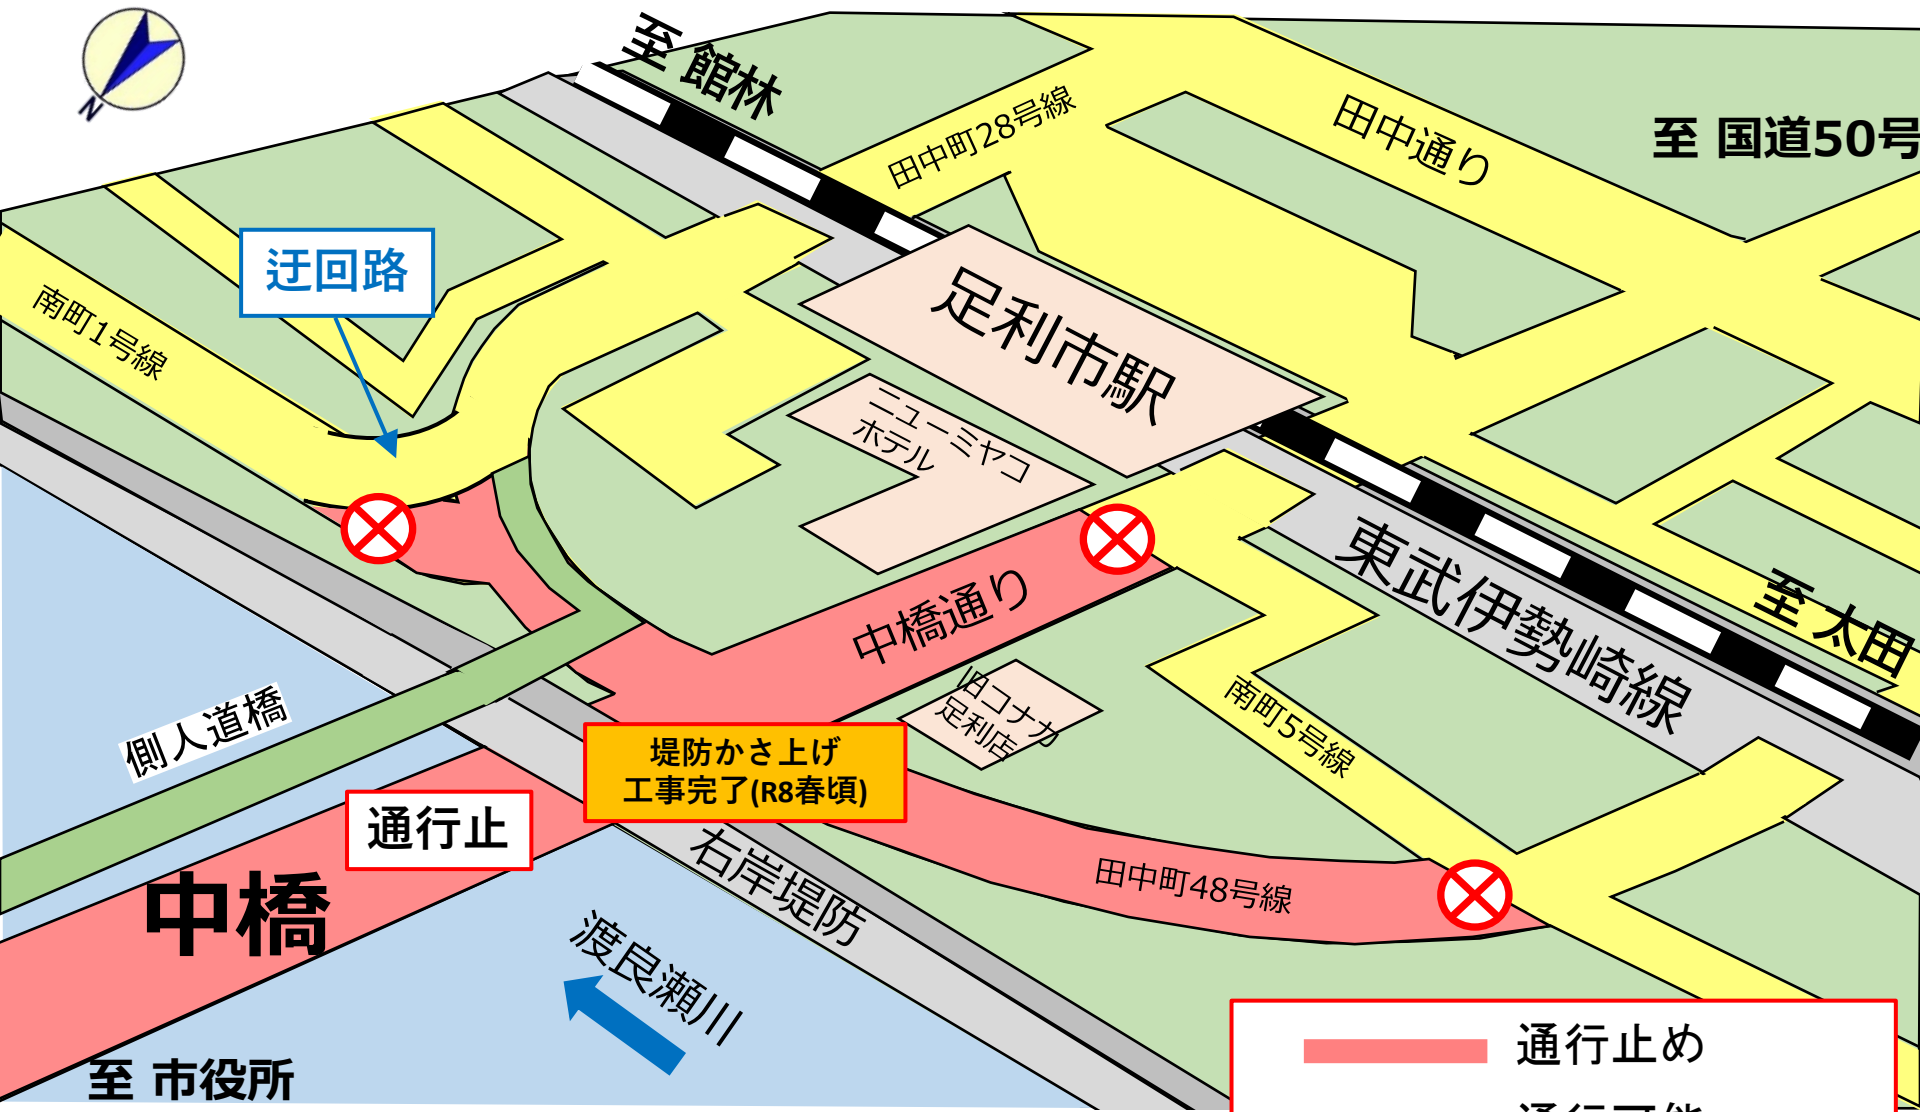 N
至 館林
田中町28号線
田中通り
至 国道50号
迂回路
南町1号線
足利市駅
ニューミヤコ
ホテル
東武伊勢崎線
至 太田
中橋通り
旧コナカ
足利店
南町5号線
側人道橋
堤防かさ上げ
工事完了(R8春頃)
通行止
中橋
右岸堤防
田中町48号線
渡良瀬川
至 市役所
通行止め
通行可能